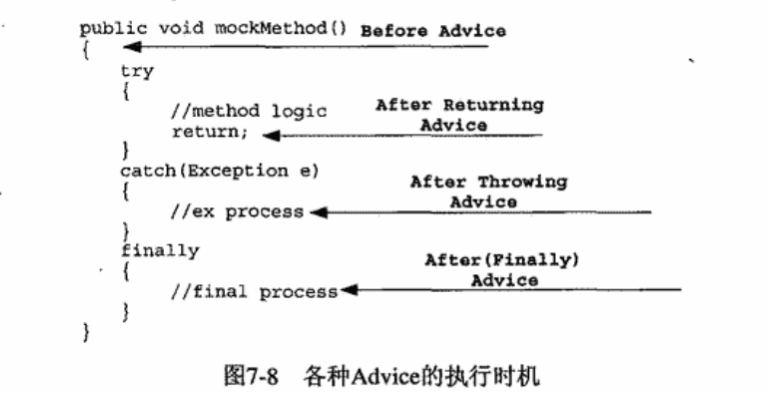 public void mockMethod() Before Advice
{
try
{
//method logic After Returning
return; Advice
}
catch(Exception e)
{ After Throwing
Advice
//ex process
}
finally
{ After(Finally)
Advice
//final process
}
}
图7-8 各种Advice的执行时机